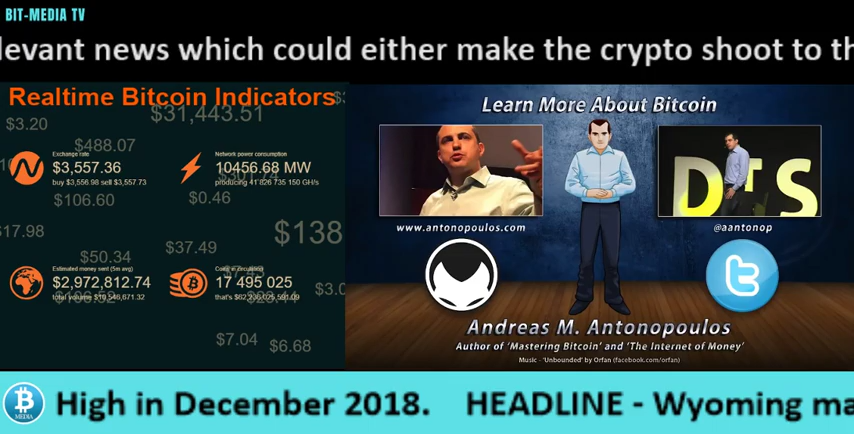 BIT-MEDIA TV
levant news which could either make the crypto shoot to th
Realtime Bitcoin Indicators
$31,443.51
$3.20
$488.07
Exchange rate
$3,557.36
buy $3,556.98 sell $3,557.73
Network power consumption
10456.68 MW
producing 41 826 735 150 GH/s
$106.60
$0.46
$17.98
$138
$37.49
$50.34
Estimated money sent (5m avg)
$2,972,812.74
Coins in circulating
17 495 025
$3.0
$7.04
$6.68
Learn More About Bitcoin
DTS
www.antonopoulos.com
@aantonop
Andreas M. Antonopoulos
Author of 'Mastering Bitcoin' and 'The Internet of Money'
Music - 'Unbounded' by Orfan (facebook.com/orfan)
MEDIA
High in December 2018. HEADLINE - Wyoming ma